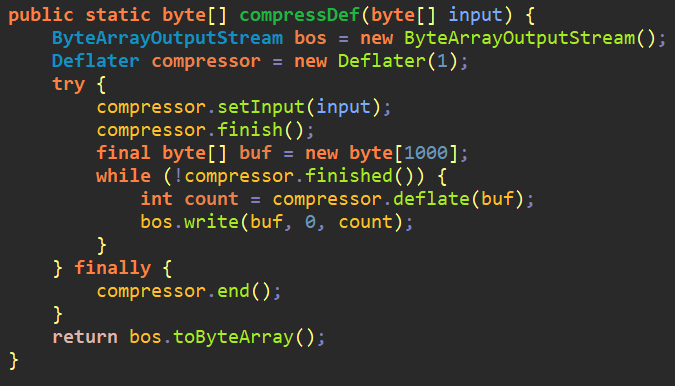 public static byte[] compressDef(byte[] input) {
    ByteArrayOutputStream bos = new ByteArrayOutputStream();
    Deflater compressor = new Deflater(1);
    try {
        compressor.setInput(input);
        compressor.finish();
        final byte[] buf = new byte[1000];
        while (!compressor.finished()) {
            int count = compressor.deflate(buf);
            bos.write(buf, 0, count);
        }
    } finally {
        compressor.end();
    }
    return bos.toByteArray();
}